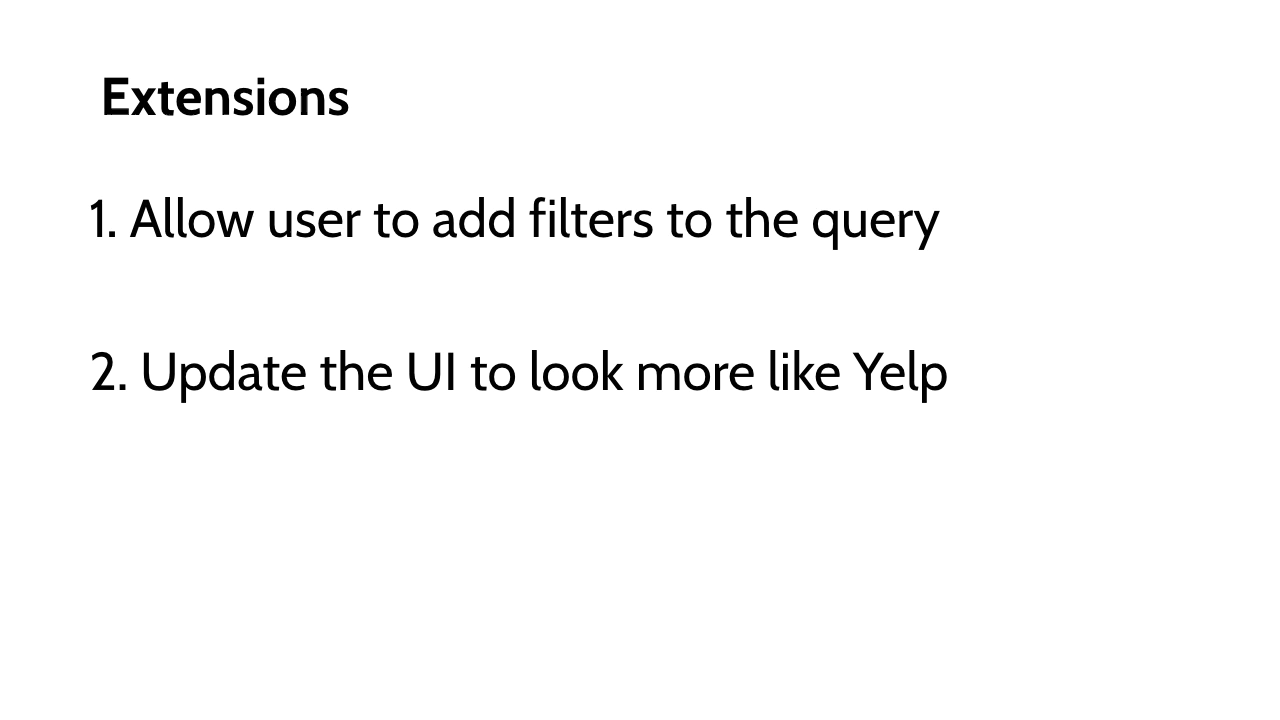 Extensions
1. Allow user to add filters to the query
2. Update the UI to look more like Yelp